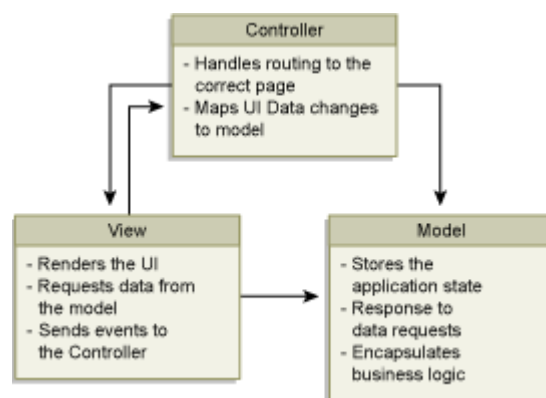 Controller
- Handles routing to the
correct page
- Maps UI Data changes
to model
View
- Renders the UI
- Requests data from
the model
- Sends events to
the Controller
Model
- Stores the
application state
- Response to
data requests
- Encapsulates
business logic